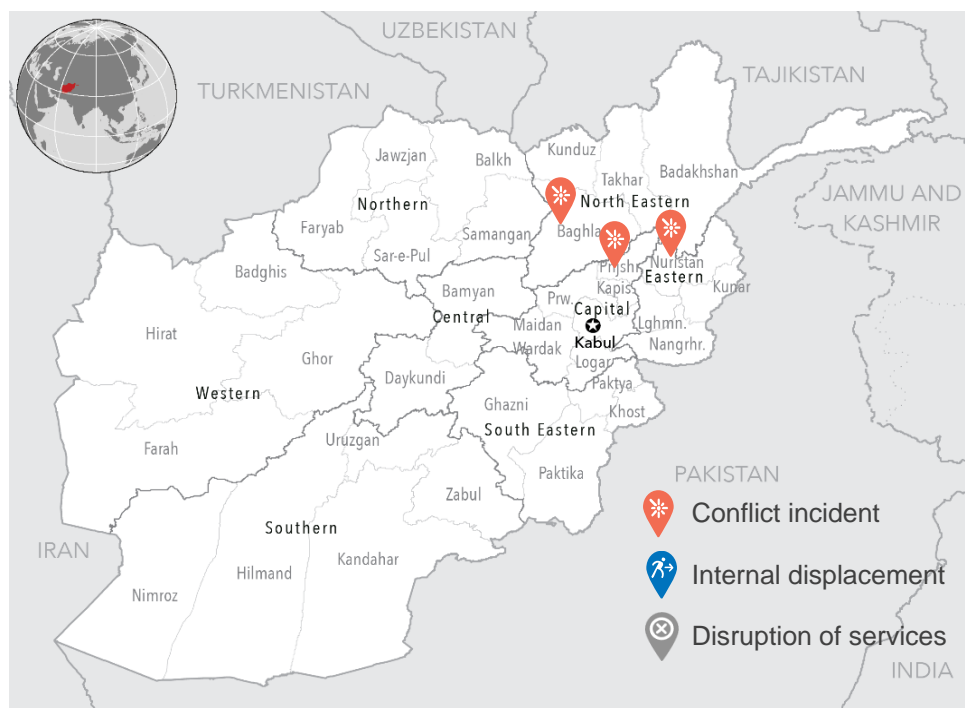 UZBEKISTAN
TAJIKISTAN
TURKMENISTAN
Kunduz
Jawzjan
Balkh
Badakhshan
Takhar
JAMMU AND
KASHMIR
Northern
North Eastern
Faryab
Samangan
Baghla
Sar-e-Pul
Badghis
Nuristan
Eastern
Bamyan
Kapis.
Kunar
Prw.
Capital
Central
Hirat
Maidan
Wardak
Lghmn.
Kabul
Nangrhr.
Ghor
Logar
Daykundi
Paktya
Western
Ghazni
Khost
South Eastern
Uruzgan
Farah
Paktika
PAKISTAN
Zabul
Conflict incident
Southern
IRAN
Kandahar
Hilmand
Internal displacement
Nimroz
Disruption of services
INDIA